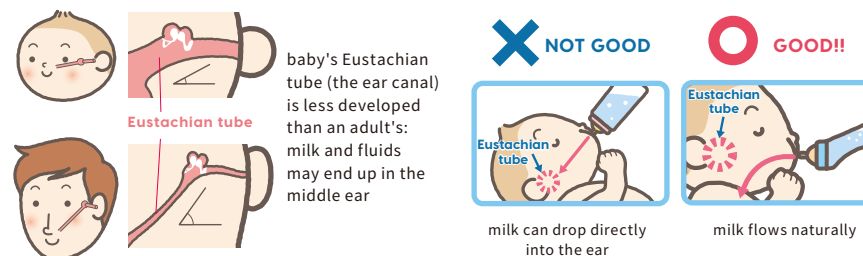 Eustachian tube
baby's Eustachian
tube (the ear canal)
is less developed
than an adult's:
milk and fluids
may end up in the
middle ear
NOT GOOD
Eustachian
tube
milk can drop directly
into the ear
GOOD!!
Eustachian
tube
milk flows naturally